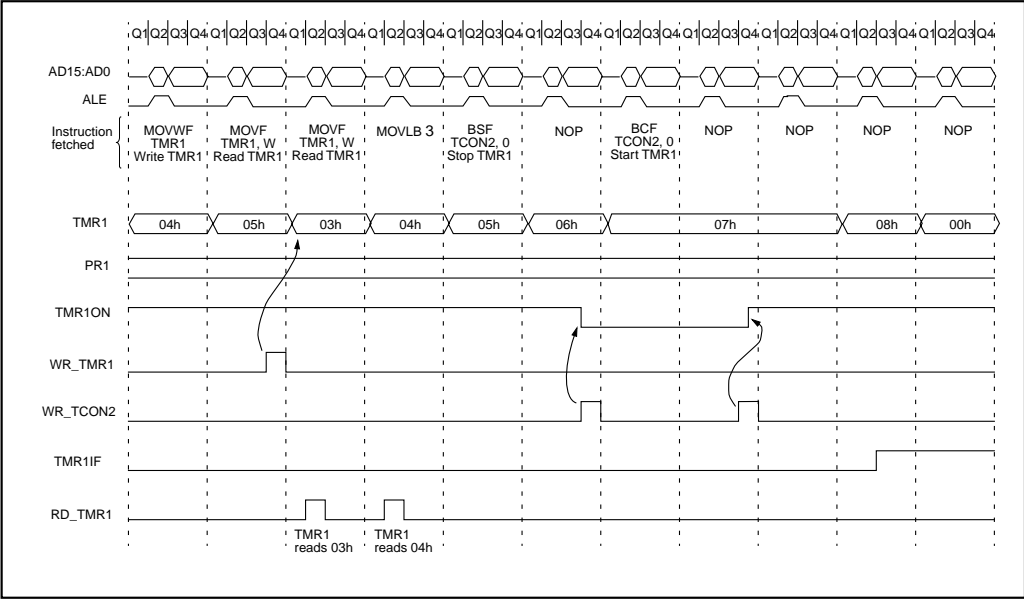 Q1 Q2 Q3 Q4 Q1 Q2 Q3 Q4 Q1 Q2 Q3 Q4 Q1 Q2 Q3 Q4 Q1 Q2 Q3 Q4 Q1 Q2 Q3 Q4 Q1 Q2 Q3 Q4 Q1 Q2 Q3 Q4 Q1 Q2 Q3 Q4 Q1 Q2 Q3 Q4 Q1 Q2 Q3 Q4
AD15:AD0
ALE
Instruction
fetched
MOVWF
TMR1
Write TMR1
MOVF
TMR1, W
Read TMR1
MOVF
TMR1, W
Read TMR1
MOVLB 3
BSF
TCON2, 0
Stop TMR1
NOP
BCF
TCON2, 0
Start TMR1
NOP
NOP
NOP
NOP
TMR1 04h 05h 03h 04h 05h 06h 07h 08h 00h
PR1
TMR1ON
WR_TMR1
WR_TCON2
TMR1IF
RD_TMR1
TMR1
reads 03h
TMR1
reads 04h